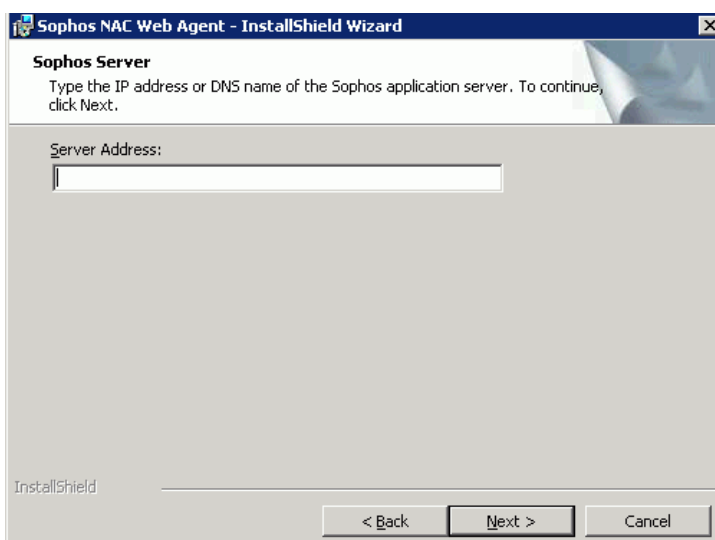 Sophos NAC Web Agent - InstallShield Wizard
Sophos Server
Type the IP address or DNS name of the Sophos application server. To continue,
click Next.
Server Address:
InstallShield
< Back
Next >
Cancel